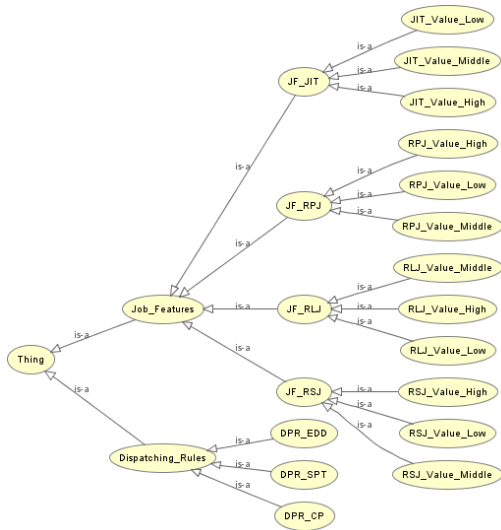 JIT_Value_Low
is-a
JIT_Value_Middle
JF_JIT
is-a
is-a
JIT_Value_High
RPJ_Value_High
is-a
is-a
RPJ_Value_Low
JF_RPJ
is-a
is-a
RPJ_Value_Middle
is-a
RLJ_Value_Middle
is-a
Job_Features
is-a
JF_RLJ
is-a
RLJ_Value_High
is-a
is-a
RLJ_Value_Low
is-a
Thing
JF_RSJ
is-a
RSJ_Value_High
is-a
is-a
RSJ_Value_Low
DPR_EDD
is-a
is-a
Dispatching_Rules
is-a
DPR_SPT
RSJ_Value_Middle
is-a
DPR_CP